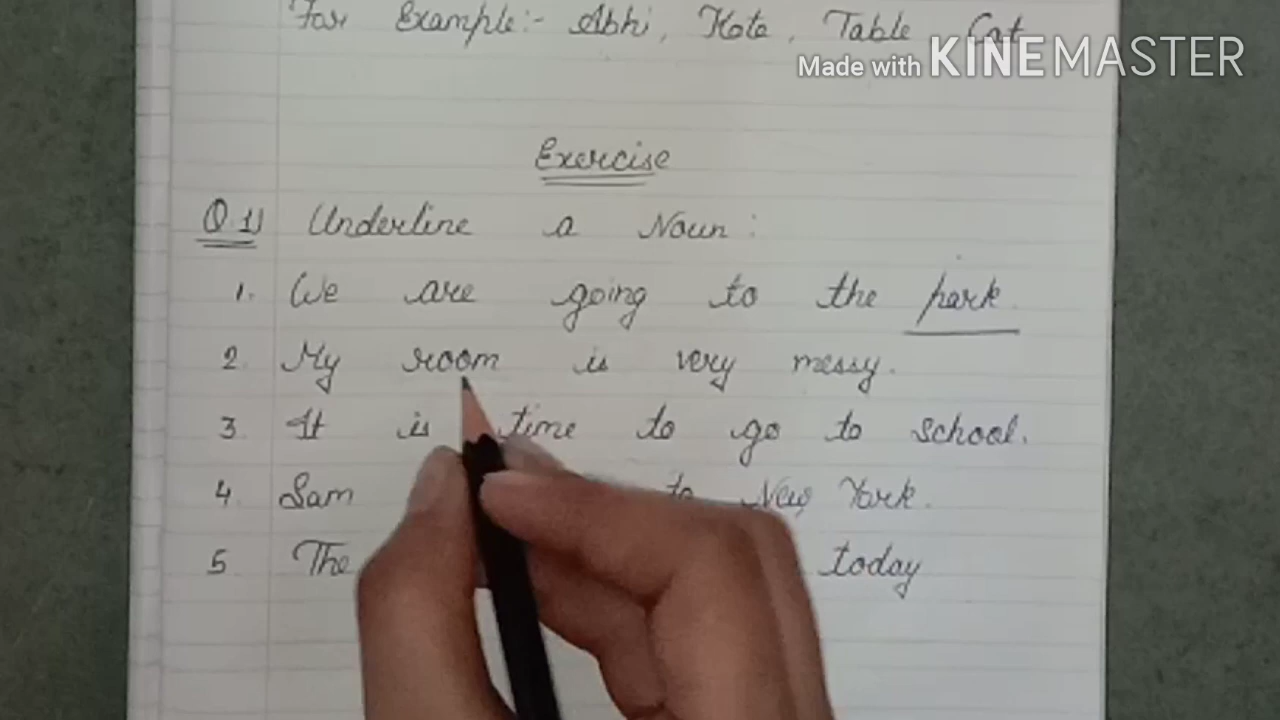 For Example:- Abhi, Kota, Table Cat
Made with KINEMASTER
Exercise
Q.1) Underline a Noun:
1. We are going to the park.
2. My room is very messy.
3. It is time to go to school.
4. Sam to New York.
5 The today